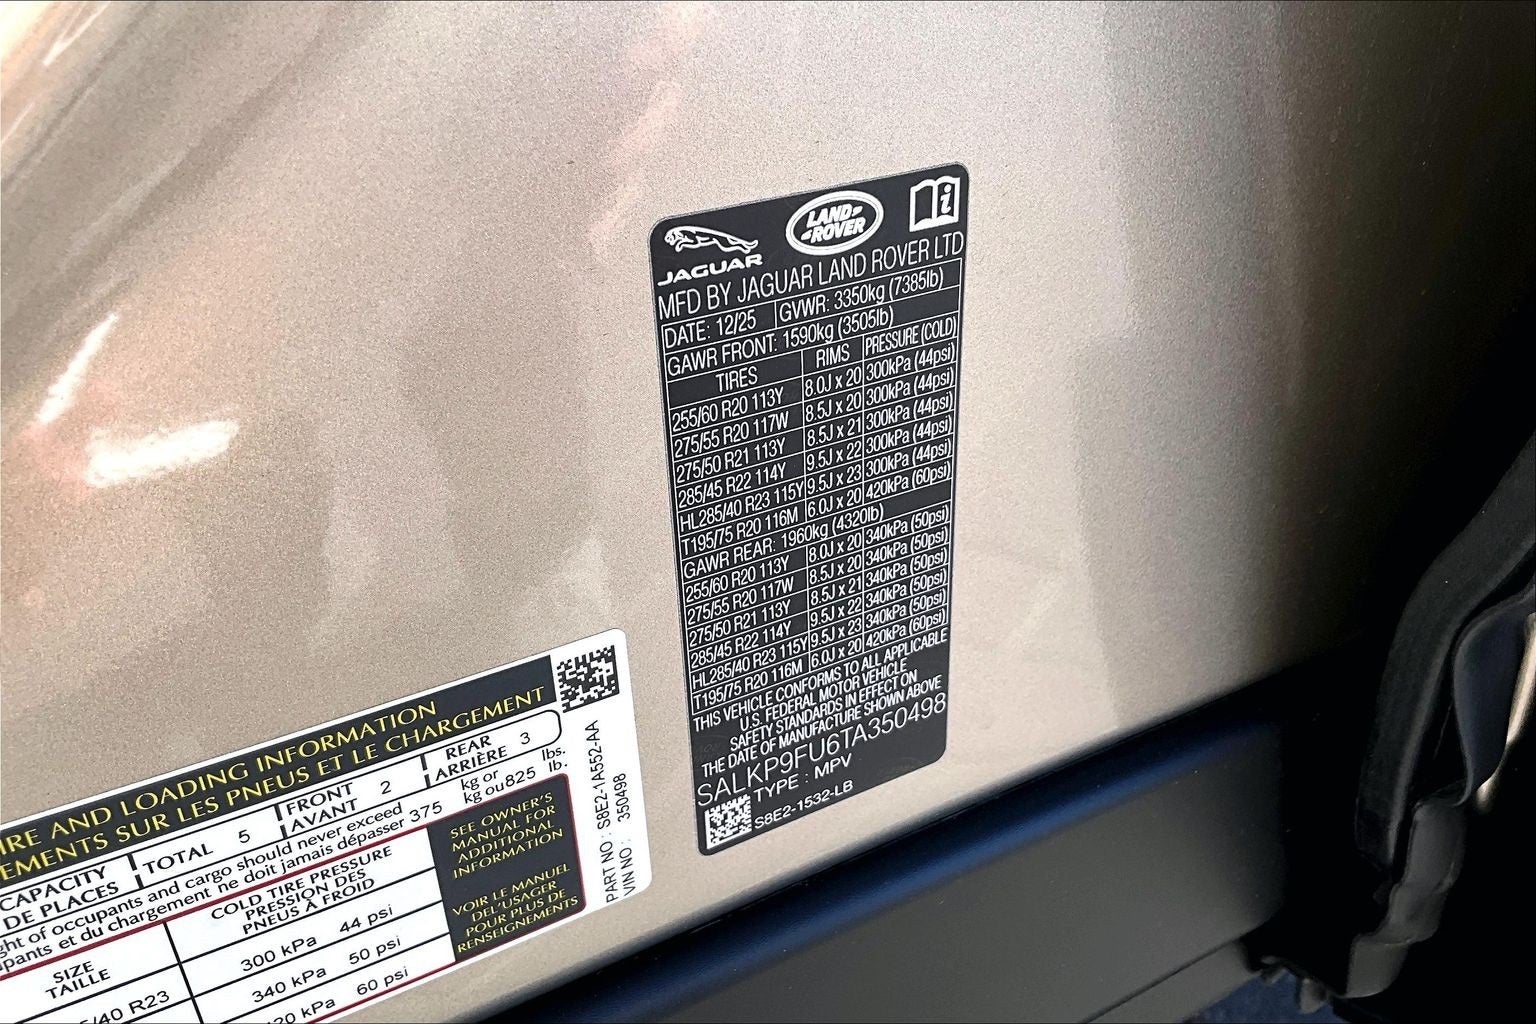 JAGUAR
LAND ROVER
MFD BY JAGUAR LAND ROVER LTD
DATE: 12/25 GVWR: 3350kg (7385lb)
GAWR FRONT: 1590kg (3505lb)
TIRES RIMS PRESSURE (COLD)
255/60 R20 113Y 8.0J x 20 300kPa (44psi)
275/55 R20 117W 8.5J x 20 300kPa (44psi)
275/50 R21 113Y 8.5J x 21 300kPa (44psi)
285/45 R22 114Y 9.5J x 22 300kPa (44psi)
HL285/40 R23 115Y 9.5J x 23 300kPa (44psi)
T195/75 R20 116M 6.0J x 20 420kPa (60psi)
GAWR REAR: 1960kg (4320lb)
255/60 R20 113Y 8.0J x 20 340kPa (50psi)
275/55 R20 117W 8.5J x 20 340kPa (50psi)
275/50 R21 113Y 8.5J x 21 340kPa (50psi)
285/45 R22 114Y 9.5J x 22 340kPa (50psi)
HL285/40 R23 115Y 9.5J x 23 340kPa (50psi)
T195/75 R20 116M 6.0J x 20 420kPa (60psi)
THIS VEHICLE CONFORMS TO ALL APPLICABLE
U.S. FEDERAL MOTOR VEHICLE
SAFETY STANDARDS IN EFFECT ON
THE DATE OF MANUFACTURE SHOWN ABOVE
SALKP9FU6TA350498
TYPE : MPV
S8E2-1532-LB
AND LOADING INFORMATION
SUR LES PNEUS ET LE CHARGEMENT
CAPACITY TOTAL 5 FRONT 2 REAR 3
DE PLACES AVANT ARRIÈRE
of occupants and cargo should never exceed 375 kg or 825 lbs.
et du chargement ne doit jamais dépasser kg ou lb.
SIZE
TAILLE
COLD TIRE PRESSURE
PRESSION DES
PNEUS À FROID
300 kPa 44 psi
/40 R23 340 kPa 50 psi
kPa 60 psi
SEE OWNER'S
MANUAL FOR
ADDITIONAL
INFORMATION
VOIR LE MANUEL
DE L'USAGER
POUR PLUS DE
RENSEIGNEMENTS
PART NO : S8E2-1A552-AA
VIN NO : 350498